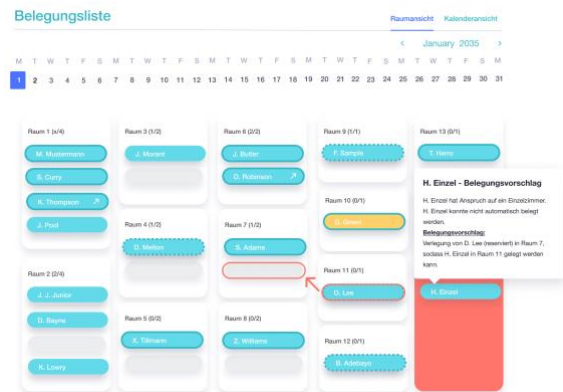 Belegungsliste
Raumansicht Kalenderansicht
< January 2035 >
M T W T F S M T W T F S M T W T F S M T W T F S M T W T F S M
1 2 3 4 5 6 7 8 9 10 11 12 13 14 15 16 17 18 19 20 21 22 23 24 25 26 27 28 29 30 31
Raum 1 (x/4)
M. Mustermann
S. Curry
K. Thompson
J. Pool
Raum 2 (2/4)
J. J. Junior
D. Bayne
K. Lowry
Raum 3 (1/2)
J. Morant
Raum 4 (1/2)
D. Melton
Raum 5 (0/2)
K. Tillmann
Raum 6 (2/2)
J. Butler
D. Robinson
Raum 7 (1/2)
S. Adams
Raum 8 (0/2)
Z. Williams
Raum 9 (1/1)
F. Sample
Raum 10 (0/1)
D. Green
Raum 11 (0/1)
D. Lee
Raum 12 (0/1)
B. Adebayo
Raum 13 (0/1)
T. Herro
H. Einzel - Belegungsvorschlag
H. Einzel hat Anspruch auf ein Einzelzimmer.
H. Einzel konnte nicht automatisch belegt
werden.
Belegungsvorschlag:
Verlegung von D. Lee (reserviert) in Raum 7,
sodass H. Einzel in Raum 11 gelegt werden
kann.
H. Einzel